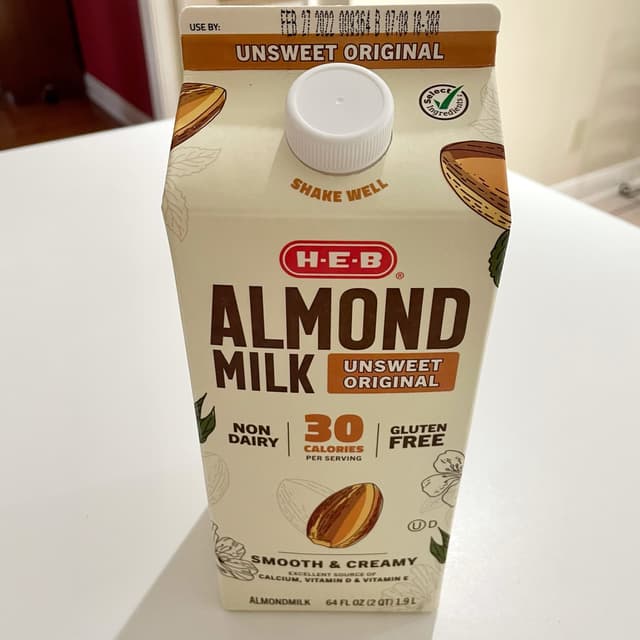 USE BY:
FEB 27 2022
UNSWEET ORIGINAL
Select
Ingredients
SHAKE WELL
H-E-B®
ALMOND
MILK
UNSWEET
ORIGINAL
NON
DAIRY
30
CALORIES
PER SERVING
GLUTEN
FREE
U D
SMOOTH & CREAMY
EXCELLENT SOURCE OF
CALCIUM, VITAMIN D & VITAMIN E
ALMONDMILK 64 FL OZ (2 QT) 1.9 L